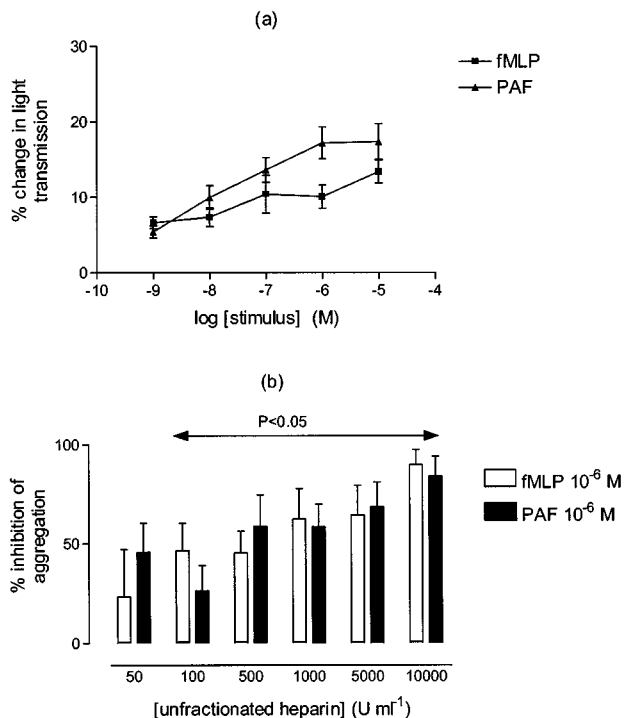 (a)
% change in light
transmission
30
20
10
0
-10 -9 -8 -7 -6 -5 -4
log [stimulus] (M)
fMLP
PAF
(b)
P<0.05
% inhibition of
aggregation
100
50
0
50 100 500 1000 5000 10000
[unfractionated heparin] (U ml⁻¹)
fMLP 10⁻⁶ M
PAF 10⁻⁶ M